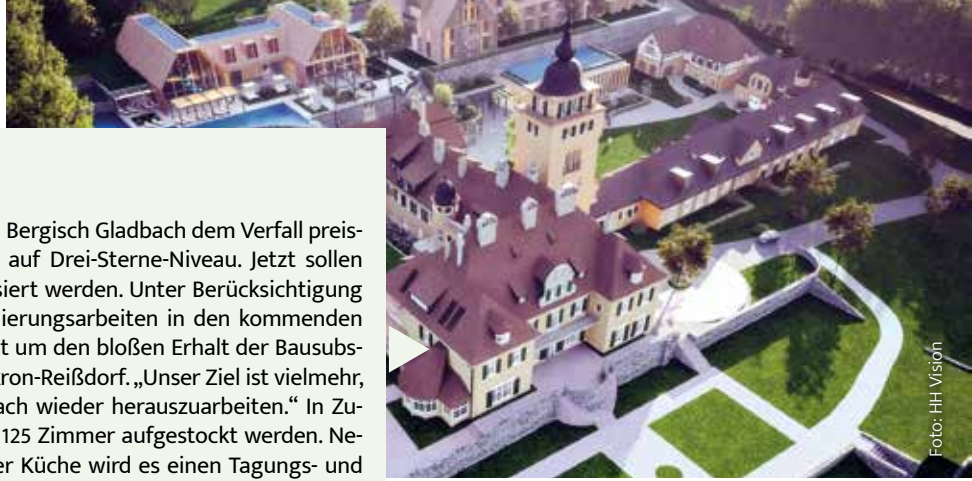 Bergisch Gladbach dem Verfall preis-
auf Drei-Sterne-Niveau. Jetzt sollen
siert werden. Unter Berücksichtigung
ierungsarbeiten in den kommenden
t um den bloßen Erhalt der Bausubs-
kron-Reißdorf. „Unser Ziel ist vielmehr,
ach wieder herauszuarbeiten.“ In Zu-
125 Zimmer aufgestockt werden. Ne-
er Küche wird es einen Tagungs- und
Foto: HH Vision